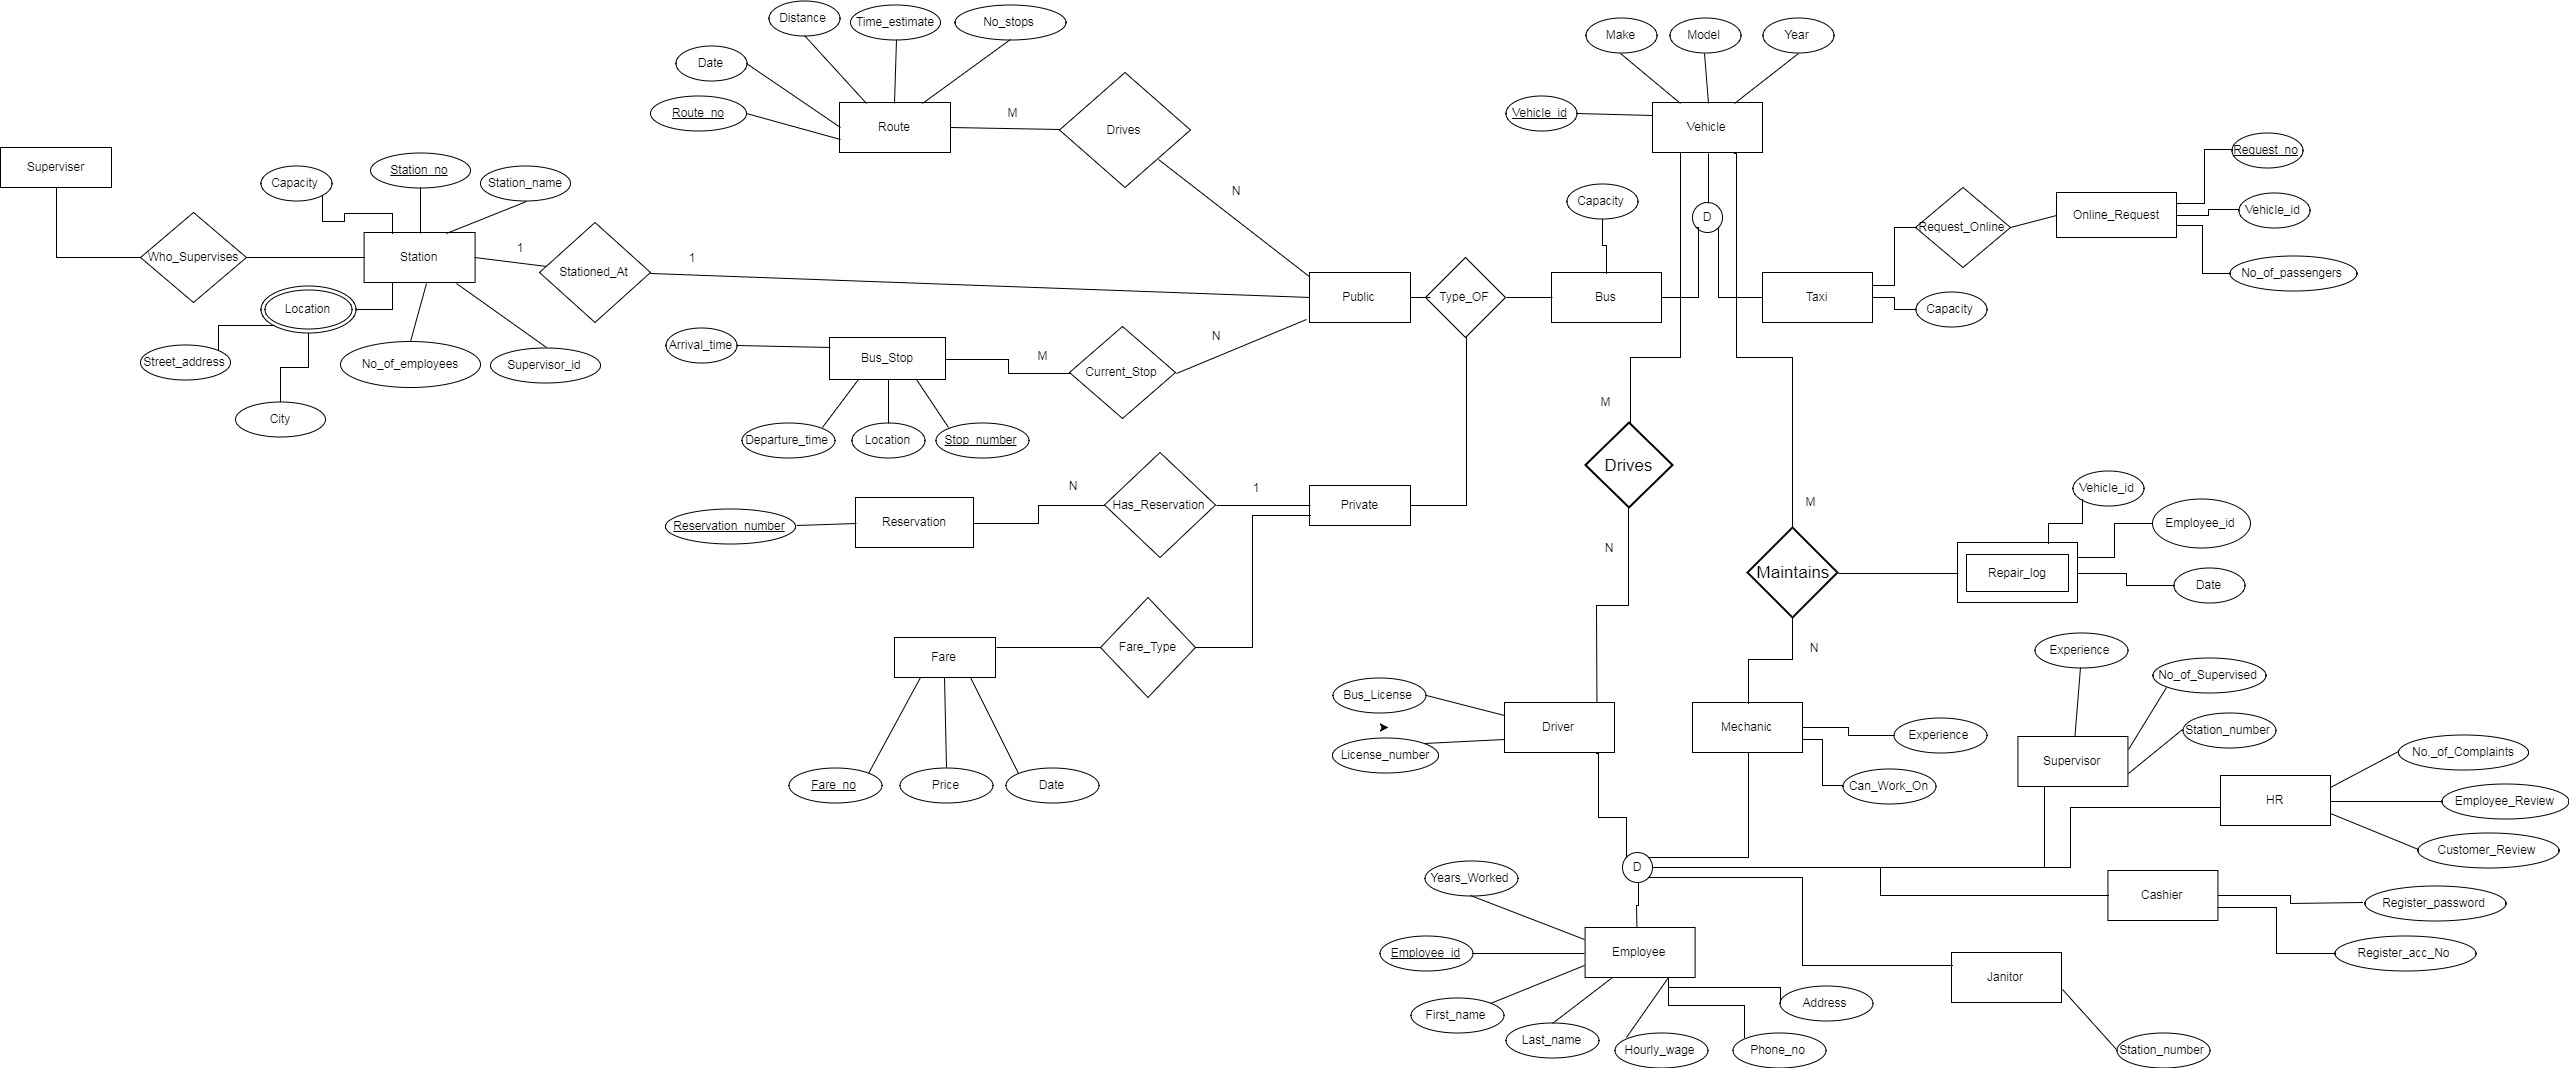 Distance
Time_estimate
No_stops
Make
Model
Year
Date
Route_no
Route
M
Drives
Vehicle_id
Vehicle
Request_no
Superviser
Capacity
Station_no
Station_name
N
Capacity
D
Request_Online
Online_Request
Vehicle_id
Who_Supervises
Station
1
Stationed_At
1
Public
Type_OF
Bus
Taxi
No_of_passengers
Capacity
Location
Street_address
No_of_employees
Supervisor_id
City
Arrival_time
Bus_Stop
M
Current_Stop
N
Departure_time
Location
Stop_number
M
Drives
Reservation_number
Reservation
N
Has_Reservation
1
Private
N
M
Maintains
Vehicle_id
Employee_id
Repair_log
Date
N
Fare
Fare_Type
Fare_no
Price
Date
Bus_License
License_number
Driver
Mechanic
Experience
Can_Work_On
Experience
No_of_Supervised
Station_number
Supervisor
HR
No._of_Complaints
Employee_Review
Customer_Review
D
Cashier
Register_password
Register_acc_No
Years_Worked
Employee_id
Employee
First_name
Last_name
Hourly_wage
Phone_no
Address
Janitor
Station_number